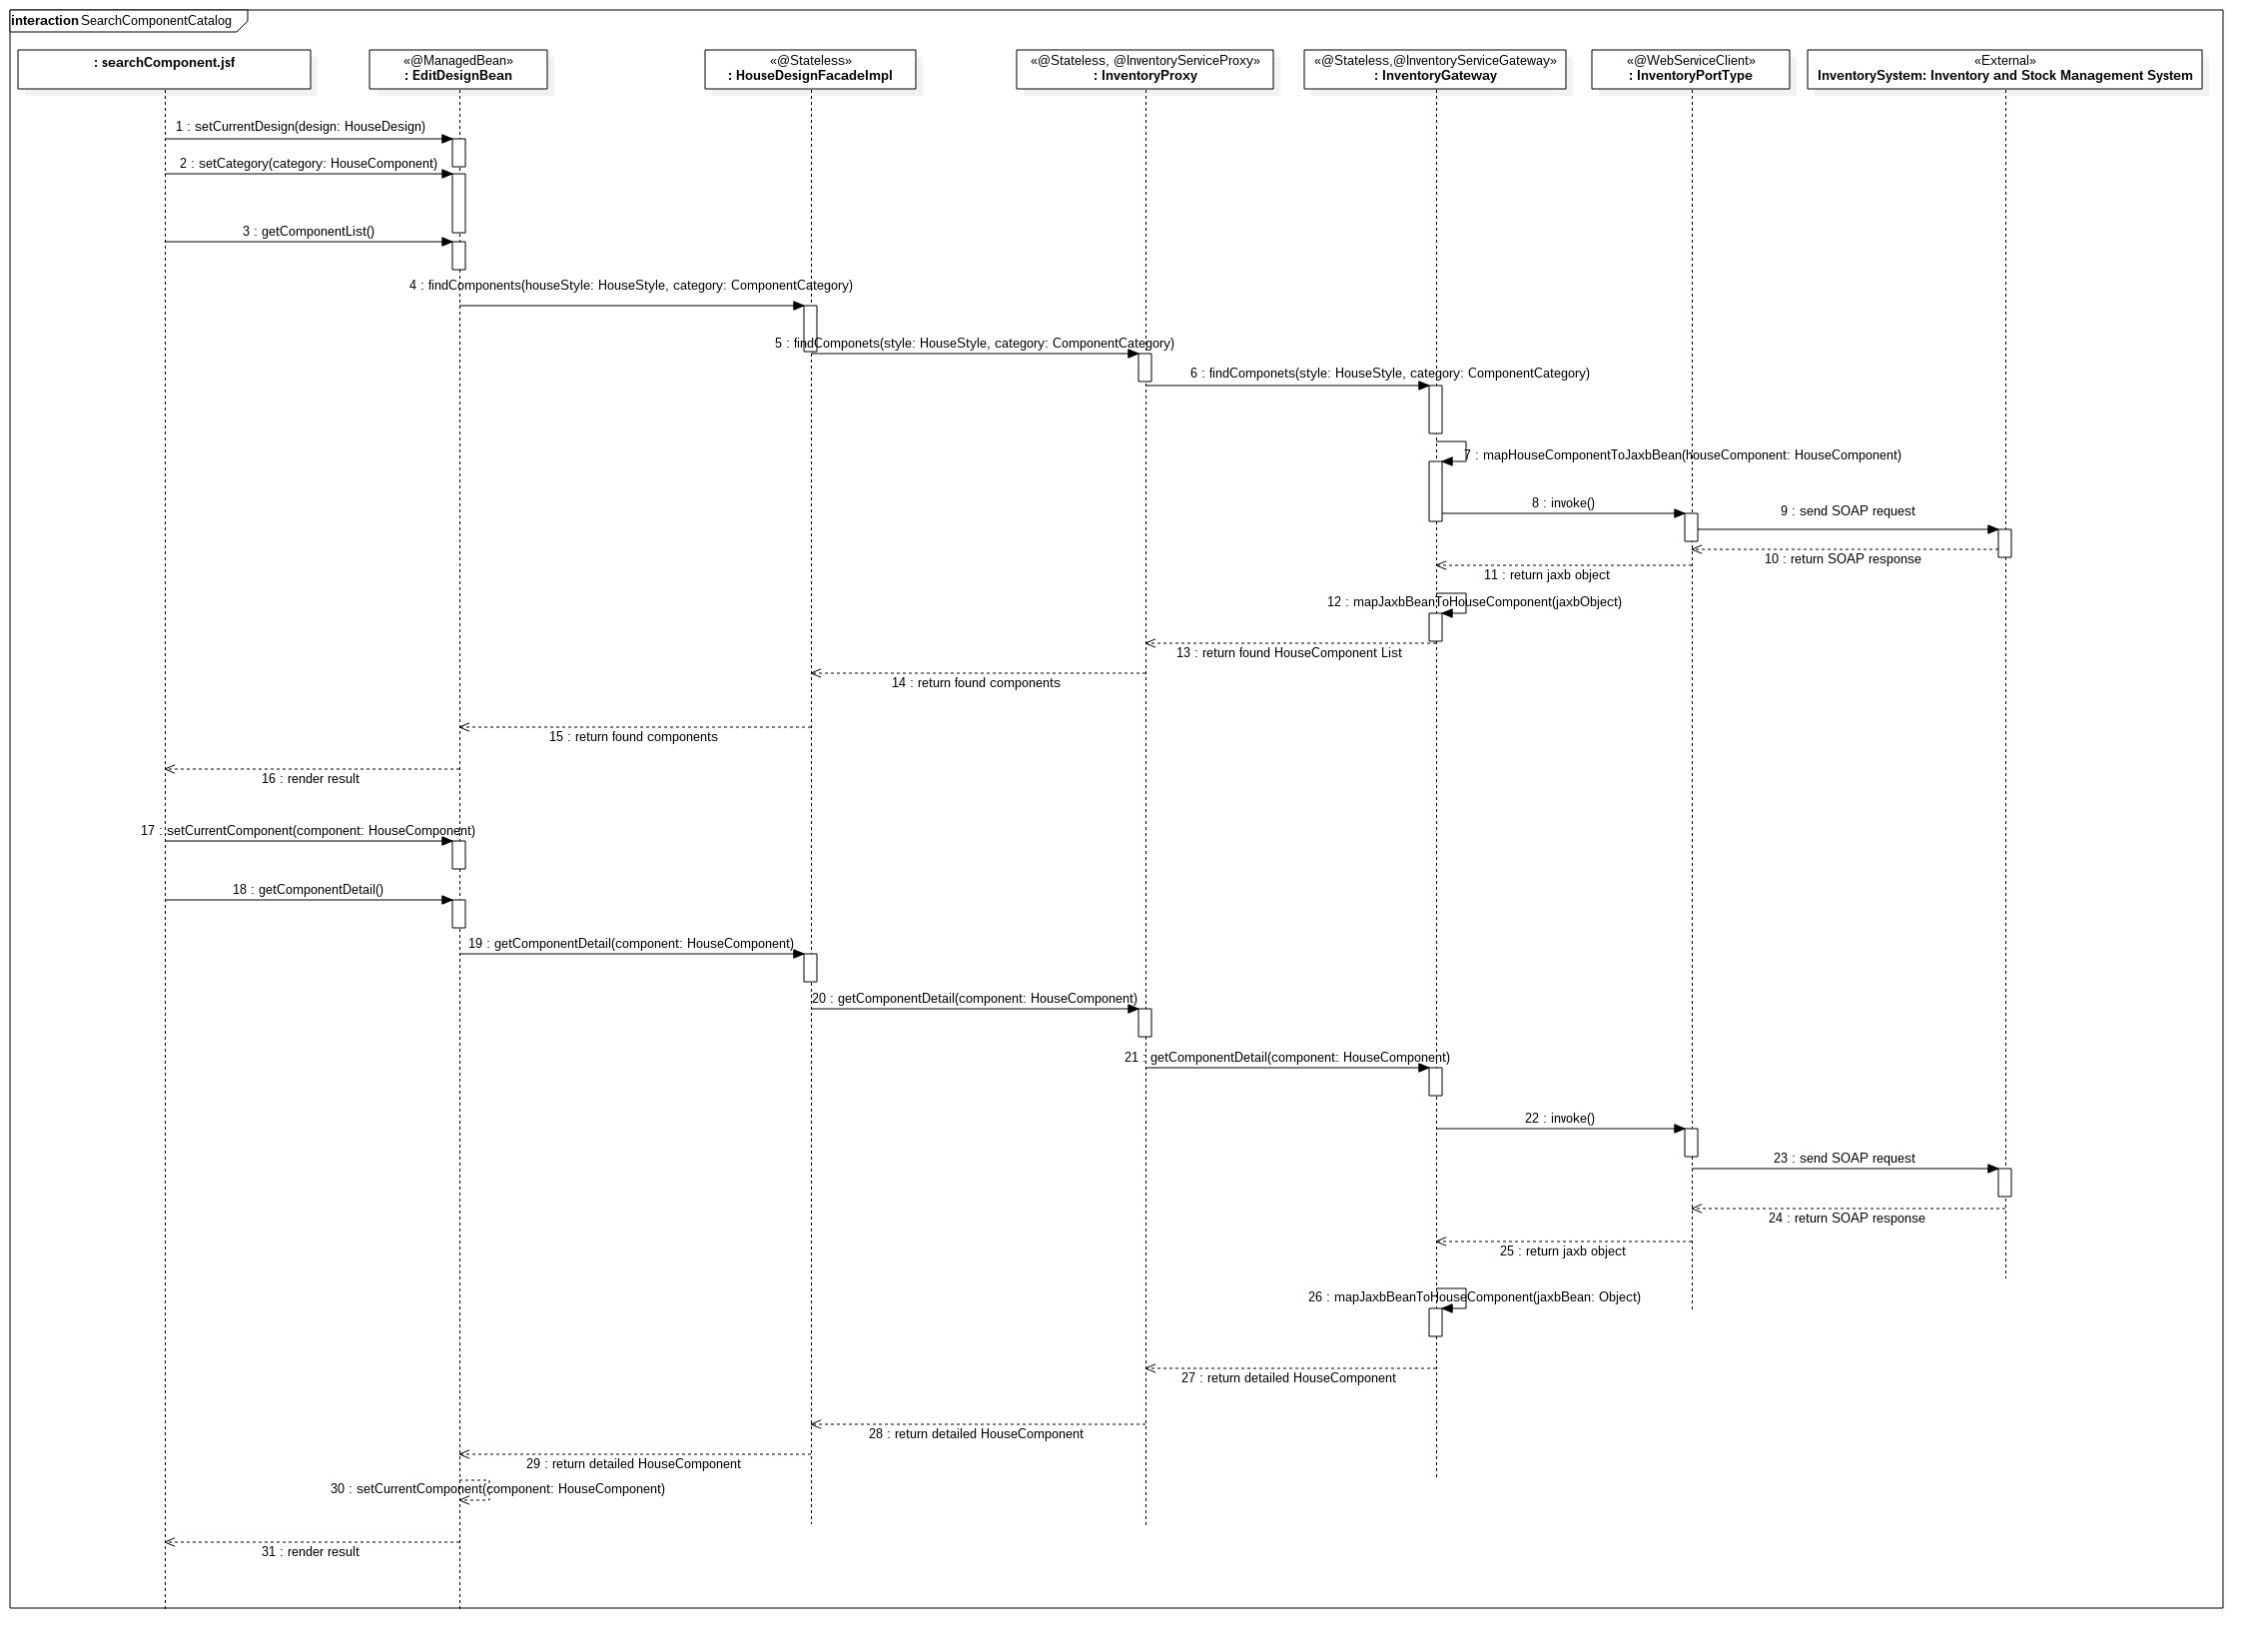 interaction SearchComponentCatalog
: searchComponent.jsf
«@ManagedBean»
: EditDesignBean
«@Stateless»
: HouseDesignFacadeImpl
«@Stateless, @InventoryServiceProxy»
: InventoryProxy
«@Stateless,@InventoryServiceGateway»
: InventoryGateway
«@WebServiceClient»
: InventoryPortType
«External»
InventorySystem: Inventory and Stock Management System
1 : setCurrentDesign(design: HouseDesign)
2 : setCategory(category: HouseComponent)
3 : getComponentList()
4 : findComponents(houseStyle: HouseStyle, category: ComponentCategory)
5 : findComponets(style: HouseStyle, category: ComponentCategory)
6 : findComponets(style: HouseStyle, category: ComponentCategory)
7 : mapHouseComponentToJaxbBean(houseComponent: HouseComponent)
8 : invoke()
9 : send SOAP request
10 : return SOAP response
11 : return jaxb object
12 : mapJaxbBeanToHouseComponent(jaxbObject)
13 : return found HouseComponent List
14 : return found components
15 : return found components
16 : render result
17 : setCurrentComponent(component: HouseComponent)
18 : getComponentDetail()
19 : getComponentDetail(component: HouseComponent)
20 : getComponentDetail(component: HouseComponent)
21 : getComponentDetail(component: HouseComponent)
22 : invoke()
23 : send SOAP request
24 : return SOAP response
25 : return jaxb object
26 : mapJaxbBeanToHouseComponent(jaxbBean: Object)
27 : return detailed HouseComponent
28 : return detailed HouseComponent
29 : return detailed HouseComponent
30 : setCurrentComponent(component: HouseComponent)
31 : render result